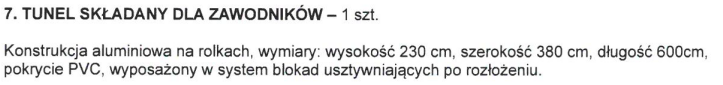 7. TUNEL SKŁADANY DLA ZAWODNIKÓW – 1 szt.
Konstrukcja aluminiowa na rolkach, wymiary: wysokość 230 cm, szerokość 380 cm, długość 600cm,
pokrycie PVC, wyposażony w system blokad usztywniających po rozłożeniu.